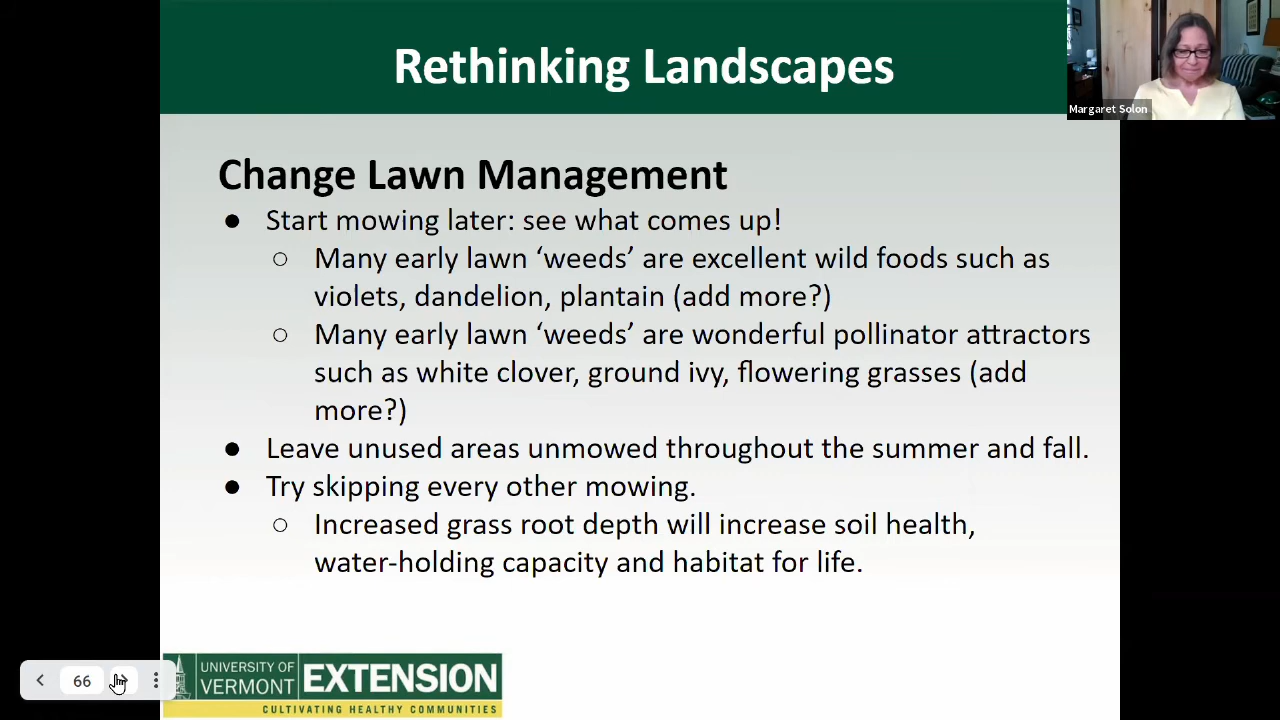 Rethinking Landscapes
Margaret Solon
Change Lawn Management
● Start mowing later: see what comes up!
○ Many early lawn ‘weeds’ are excellent wild foods such as
violets, dandelion, plantain (add more?)
○ Many early lawn ‘weeds’ are wonderful pollinator attractors
such as white clover, ground ivy, flowering grasses (add
more?)
● Leave unused areas unmowed throughout the summer and fall.
● Try skipping every other mowing.
○ Increased grass root depth will increase soil health,
water-holding capacity and habitat for life.
66
UNIVERSITY OF
VERMONT
EXTENSION
CULTIVATING HEALTHY COMMUNITIES